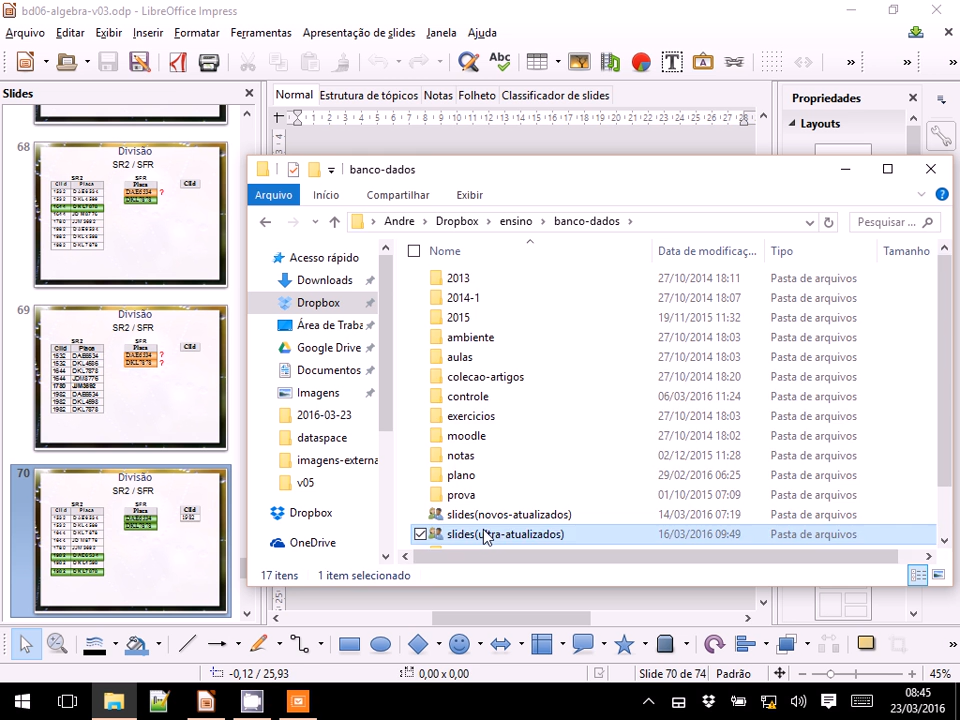 bd06-algebra-v03.odp - LibreOffice Impress
Arquivo Editar Exibir Inserir Formatar Ferramentas Apresentação de slides Janela Ajuda
Slides
Normal Estrutura de tópicos Notas Folheto Classificador de slides
Propriedades
Layouts
68
Divisão
SR2 / SFR
69
Divisão
SR2 / SFR
70
Divisão
SR2 / SFR
banco-dados
Arquivo Início Compartilhar Exibir
Andre Dropbox ensino banco-dados
Pesquisar ...
Acesso rápido
Downloads
Dropbox
Área de Traba
Google Drive
Documentos
Imagens
2016-03-23
dataspace
imagens-externa
v05
Dropbox
OneDrive
Nome Data de modificaç... Tipo Tamanho
2013 27/10/2014 18:11 Pasta de arquivos
2014-1 27/10/2014 18:07 Pasta de arquivos
2015 19/11/2015 11:32 Pasta de arquivos
ambiente 27/10/2014 18:03 Pasta de arquivos
aulas 27/10/2014 18:03 Pasta de arquivos
colecao-artigos 27/10/2014 18:20 Pasta de arquivos
controle 06/03/2016 11:24 Pasta de arquivos
exercicios 27/10/2014 18:03 Pasta de arquivos
moodle 27/10/2014 18:02 Pasta de arquivos
notas 02/12/2015 11:28 Pasta de arquivos
plano 29/02/2016 06:25 Pasta de arquivos
prova 01/10/2015 07:09 Pasta de arquivos
slides(novos-atualizados) 14/03/2016 07:19 Pasta de arquivos
slides(ultra-atualizados) 16/03/2016 09:49 Pasta de arquivos
17 itens 1 item selecionado
-0,12 / 25,93 0,00 x 0,00 Slide 70 de 74 Padrão 45%
08:45
23/03/2016